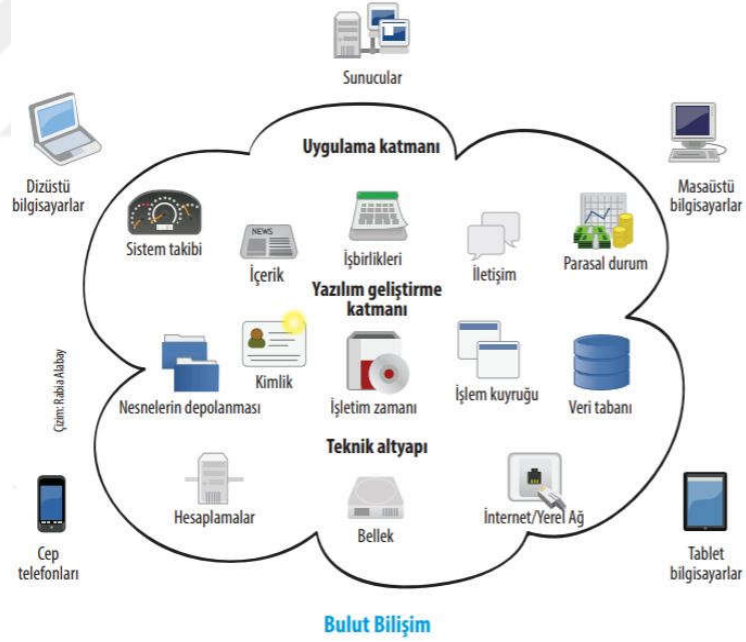 Sunucular
Dizüstü
bilgisayarlar
Masaüstü
bilgisayarlar
Uygulama katmanı
Sistem takibi
NEWS
İçerik
İşbirlikleri
İletişim
Parasal durum
Yazılım geliştirme
katmanı
Nesnelerin depolanması
Kimlik
İşletim zamanı
İşlem kuyruğu
Veri tabanı
Çizim: Rabia Alabay
Teknik altyapı
Hesaplamalar
Bellek
İnternet/Yerel Ağ
Cep
telefonları
Tablet
bilgisayarlar
Bulut Bilişim